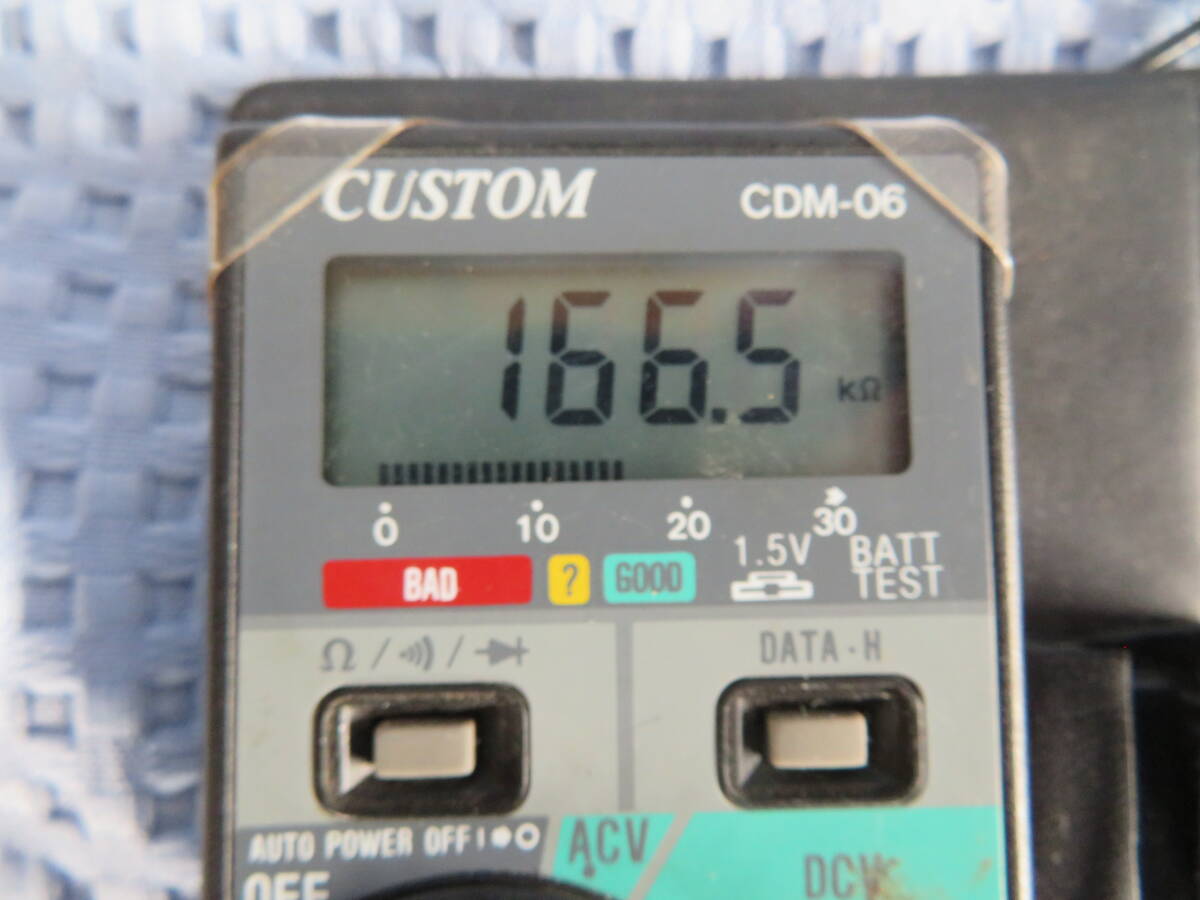 CUSTOM CDM-06
166.5 kΩ
0 10 20 30
BAD ? GOOD 1.5V BATT TEST
Ω / / DATA·H
AUTO POWER OFF ACV
OFF DCV